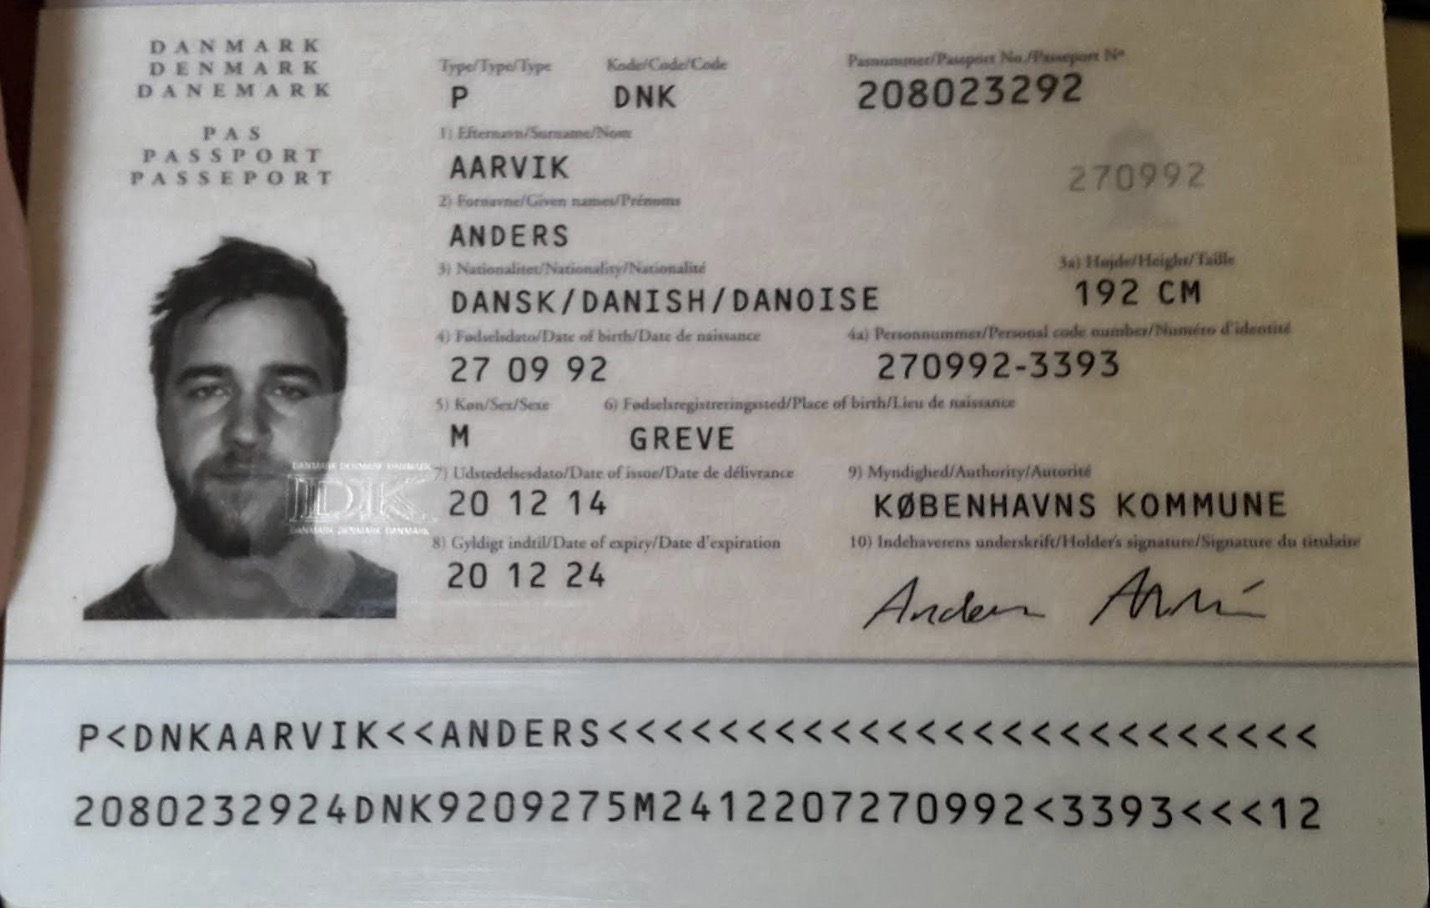 DANMARK
DENMARK
DANEMARK
PAS
PASSPORT
PASSEPORT
Type/Type/Type Kode/Code/Code Pasnummer/Passport No./Passeport N°
P DNK 208023292
1) Efternavn/Surname/Nom
AARVIK
270992
2) Fornavne/Given names/Prénoms
ANDERS
3) Nationalitet/Nationality/Nationalité 3a) Højde/Height/Taille
DANSK/DANISH/DANOISE 192 CM
4) Fødselsdato/Date of birth/Date de naissance 4a) Personnummer/Personal code number/Numéro d'identité
27 09 92 270992-3393
5) Køn/Sex/Sexe 6) Fødselsregistreringssted/Place of birth/Lieu de naissance
M GREVE
7) Udstedelsesdato/Date of issue/Date de délivrance 9) Myndighed/Authority/Autorité
20 12 14 KØBENHAVNS KOMMUNE
8) Gyldigt indtil/Date of expiry/Date d'expiration 10) Indehaverens underskrift/Holder's signature/Signature du titulaire
20 12 24
Anders
DANMARK DENMARK DANMARK
DK
DANMARK DENMARK DANMARK
P<DNKAARVIK<<ANDERS<<<<<<<<<<<<<<<<<<<<<<<<<
2080232924DNK9209275M2412207270992<3393<<<12